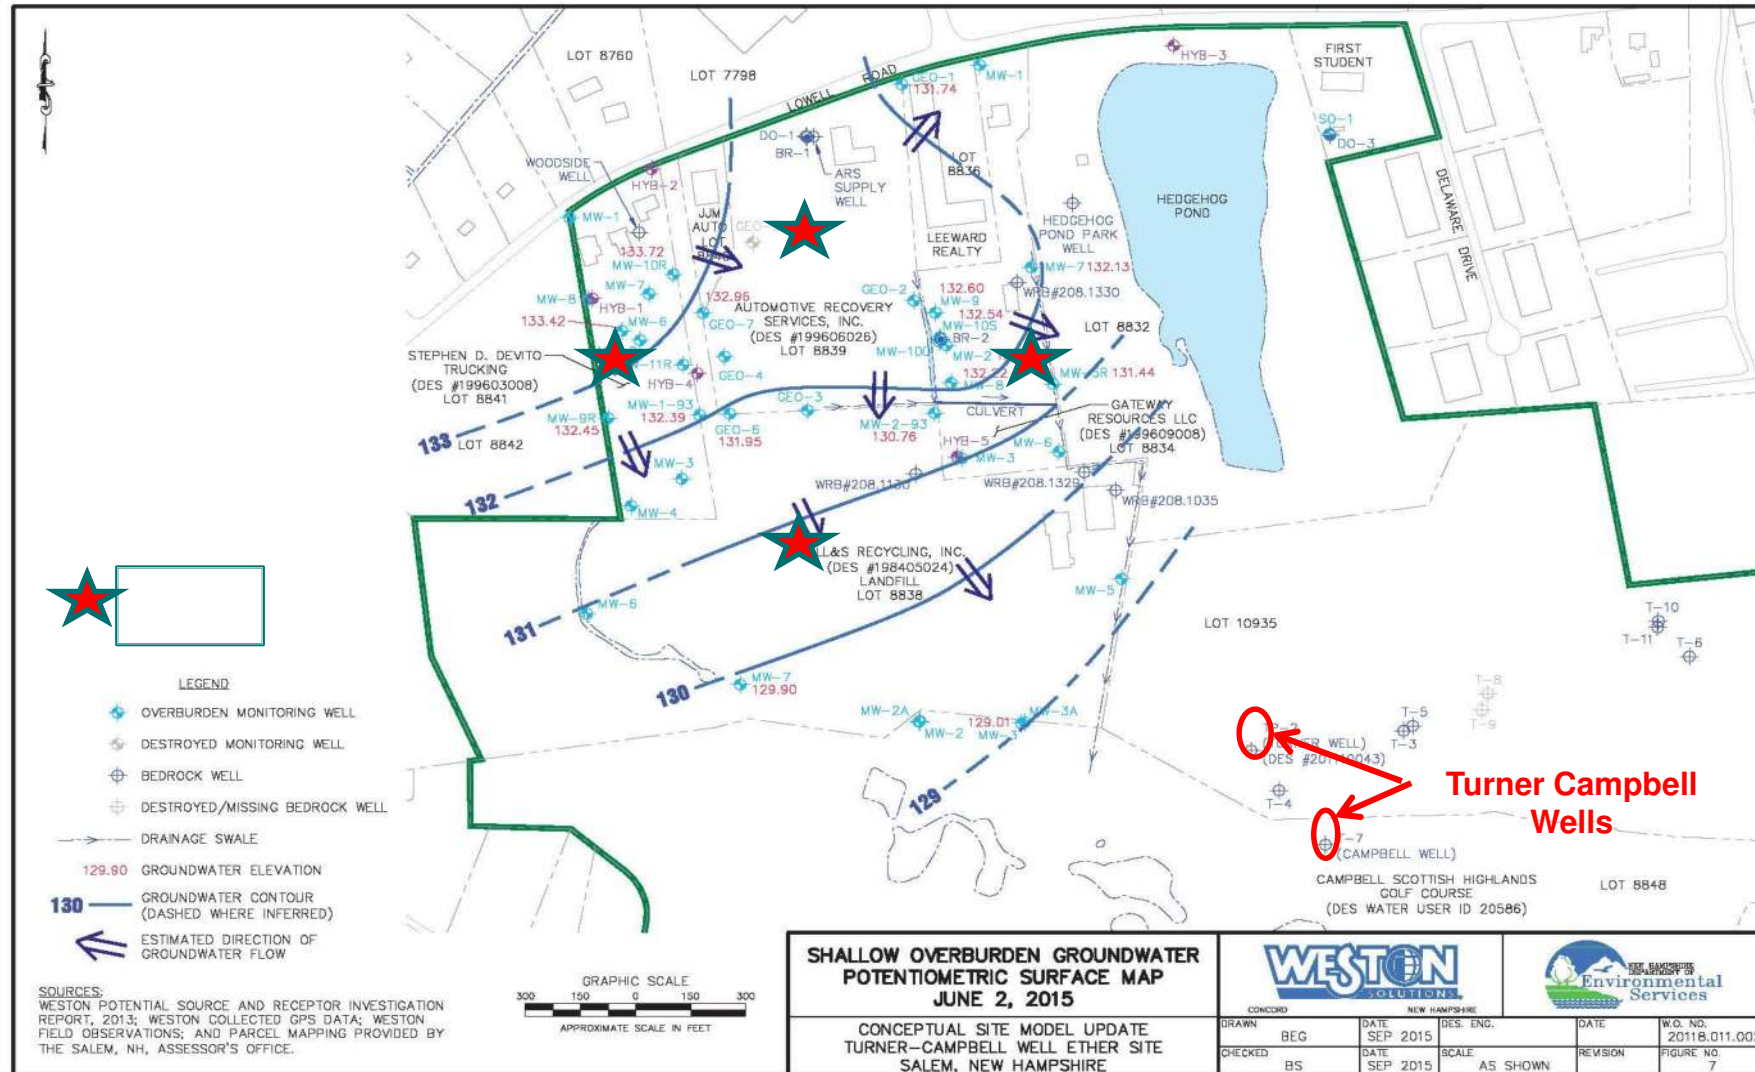 LOT 8760
LOT 7798
LOWELL ROAD
GEO-1
131.74
MW-1
HYB-3
FIRST
STUDENT
SO-1
DO-3
DO-1
BR-1
ARS
SUPPLY
WELL
WOODSIDE
WELL
HYB-2
LOT
8836
HEDGEHOG
POND
DELAWARE DRIVE
MW-1
JJM
AUTO
LOT
133.72
MW-10R
LEEWARD
REALTY
HEDGEHOG
POND PARK
WELL
MW-7 132.13
WRB#208.1330
MW-7
MW-8
HYB-1
133.42
MW-6
132.96
GEO-7
AUTOMOTIVE RECOVERY
SERVICES, INC.
(DES #199606026)
LOT 8839
GEO-2
132.60
MW-9
132.54
MW-10S
BR-2
MW-10D
MW-2
LOT 8832
STEPHEN D. DEVITO
TRUCKING
(DES #199603008)
LOT 8841
HYB-4
GEO-4
132.22
MW-8
MW-5R 131.44
MW-9R
132.45
MW-1-93
132.39
GEO-6
131.95
GEO-3
MW-2-93
130.76
CULVERT
GATEWAY
RESOURCES LLC
(DES #199609008)
LOT 8834
133
LOT 8842
HYB-5
MW-3
MW-6
MW-3
WRB#208.1329
WRB#208.1035
132
MW-4
LL&S RECYCLING, INC.
(DES #198405024)
LANDFILL
LOT 8838
MW-5
MW-6
131
LOT 10935
T-10
T-11
T-6
130
MW-7
129.90
MW-2A
MW-2
129.01
MW-3A
MW-3
129
T-8
T-9
T-5
T-3
T-4
T-7
(CAMPBELL WELL)
Turner Campbell
Wells
CAMPBELL SCOTTISH HIGHLANDS
GOLF COURSE
(DES WATER USER ID 20586)
LOT 8848
LEGEND
OVERBURDEN MONITORING WELL
DESTROYED MONITORING WELL
BEDROCK WELL
DESTROYED/MISSING BEDROCK WELL
DRAINAGE SWALE
129.90 GROUNDWATER ELEVATION
130 GROUNDWATER CONTOUR
(DASHED WHERE INFERRED)
ESTIMATED DIRECTION OF
GROUNDWATER FLOW
SOURCES:
WESTON POTENTIAL SOURCE AND RECEPTOR INVESTIGATION
REPORT, 2013; WESTON COLLECTED GPS DATA; WESTON
FIELD OBSERVATIONS; AND PARCEL MAPPING PROVIDED BY
THE SALEM, NH, ASSESSOR'S OFFICE.
GRAPHIC SCALE
300 150 0 150 300
APPROXIMATE SCALE IN FEET
SHALLOW OVERBURDEN GROUNDWATER
POTENTIOMETRIC SURFACE MAP
JUNE 2, 2015
CONCEPTUAL SITE MODEL UPDATE
TURNER-CAMPBELL WELL ETHER SITE
SALEM, NEW HAMPSHIRE
WESTON
SOLUTIONS
CONCORD NEW HAMPSHIRE
NEW HAMPSHIRE
DEPARTMENT OF
Environmental
Services
DRAWN BEG
DATE SEP 2015
DES. ENG.
DATE
W.O. NO.
CHECKED BS
DATE SEP 2015
SCALE AS SHOWN
REVISION
FIGURE NO. 7